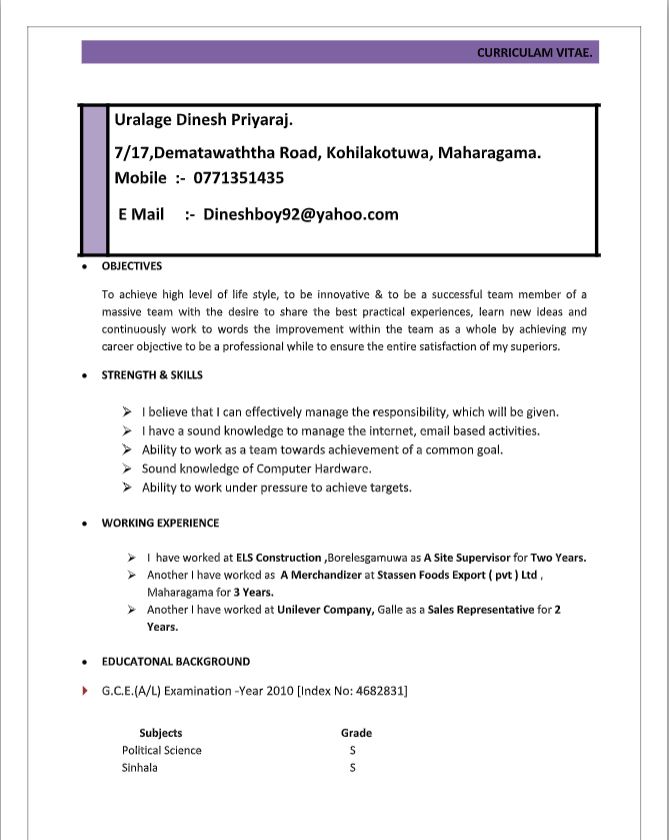 CURRICULAM VITAE.
Uralage Dinesh Priyaraj.
7/17,Dematawaththa Road, Kohilakotuwa, Maharagama.
Mobile :- 0771351435
E Mail :- Dineshboy92@yahoo.com
• OBJECTIVES
To achieve high level of life style, to be innovative & to be a successful team member of a
massive team with the desire to share the best practical experiences, learn new ideas and
continuously work to words the improvement within the team as a whole by achieving my
career objective to be a professional while to ensure the entire satisfaction of my superiors.
• STRENGTH & SKILLS
➢ I believe that I can effectively manage the responsibility, which will be given.
➢ I have a sound knowledge to manage the internet, email based activities.
➢ Ability to work as a team towards achievement of a common goal.
➢ Sound knowledge of Computer Hardware.
➢ Ability to work under pressure to achieve targets.
• WORKING EXPERIENCE
➢ I have worked at ELS Construction ,Borelesgamuwa as A Site Supervisor for Two Years.
➢ Another I have worked as A Merchandizer at Stassen Foods Export ( pvt ) Ltd ,
Maharagama for 3 Years.
➢ Another I have worked at Unilever Company, Galle as a Sales Representative for 2
Years.
• EDUCATONAL BACKGROUND
G.C.E.(A/L) Examination -Year 2010 [Index No: 4682831]
Subjects Grade
Political Science S
Sinhala S